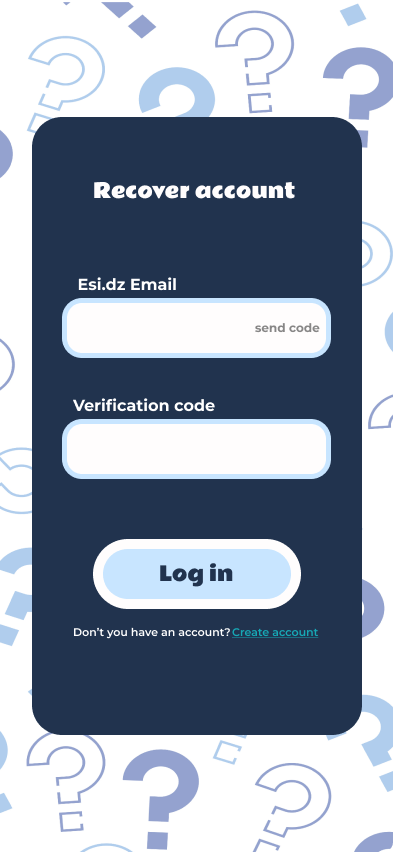 Recover account
Esi.dz Email
send code
Verification code
Log in
Don't you have an account? Create account